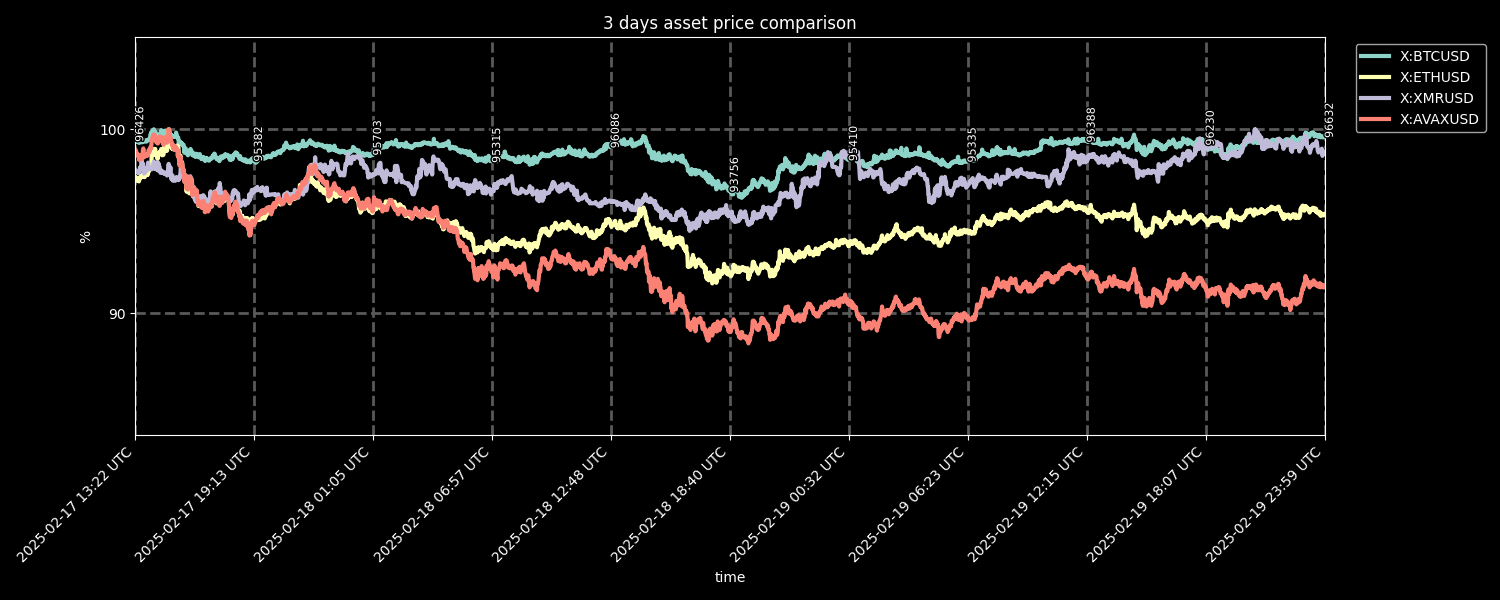 3 days asset price comparison
X:BTCUSD
X:ETHUSD
X:XMRUSD
X:AVAXUSD
%
100
90
96426
95382
95703
95315
96086
93756
95410
95335
96388
96230
96632
2025-02-17 13:22 UTC
2025-02-17 19:13 UTC
2025-02-18 01:05 UTC
2025-02-18 06:57 UTC
2025-02-18 12:48 UTC
2025-02-18 18:40 UTC
2025-02-19 00:32 UTC
2025-02-19 06:23 UTC
2025-02-19 12:15 UTC
2025-02-19 18:07 UTC
2025-02-19 23:59 UTC
time